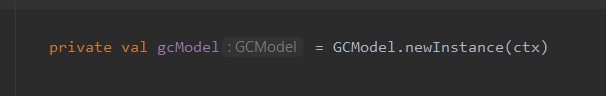 private val gcModel : GCModel = GCModel.newInstance(ctx)